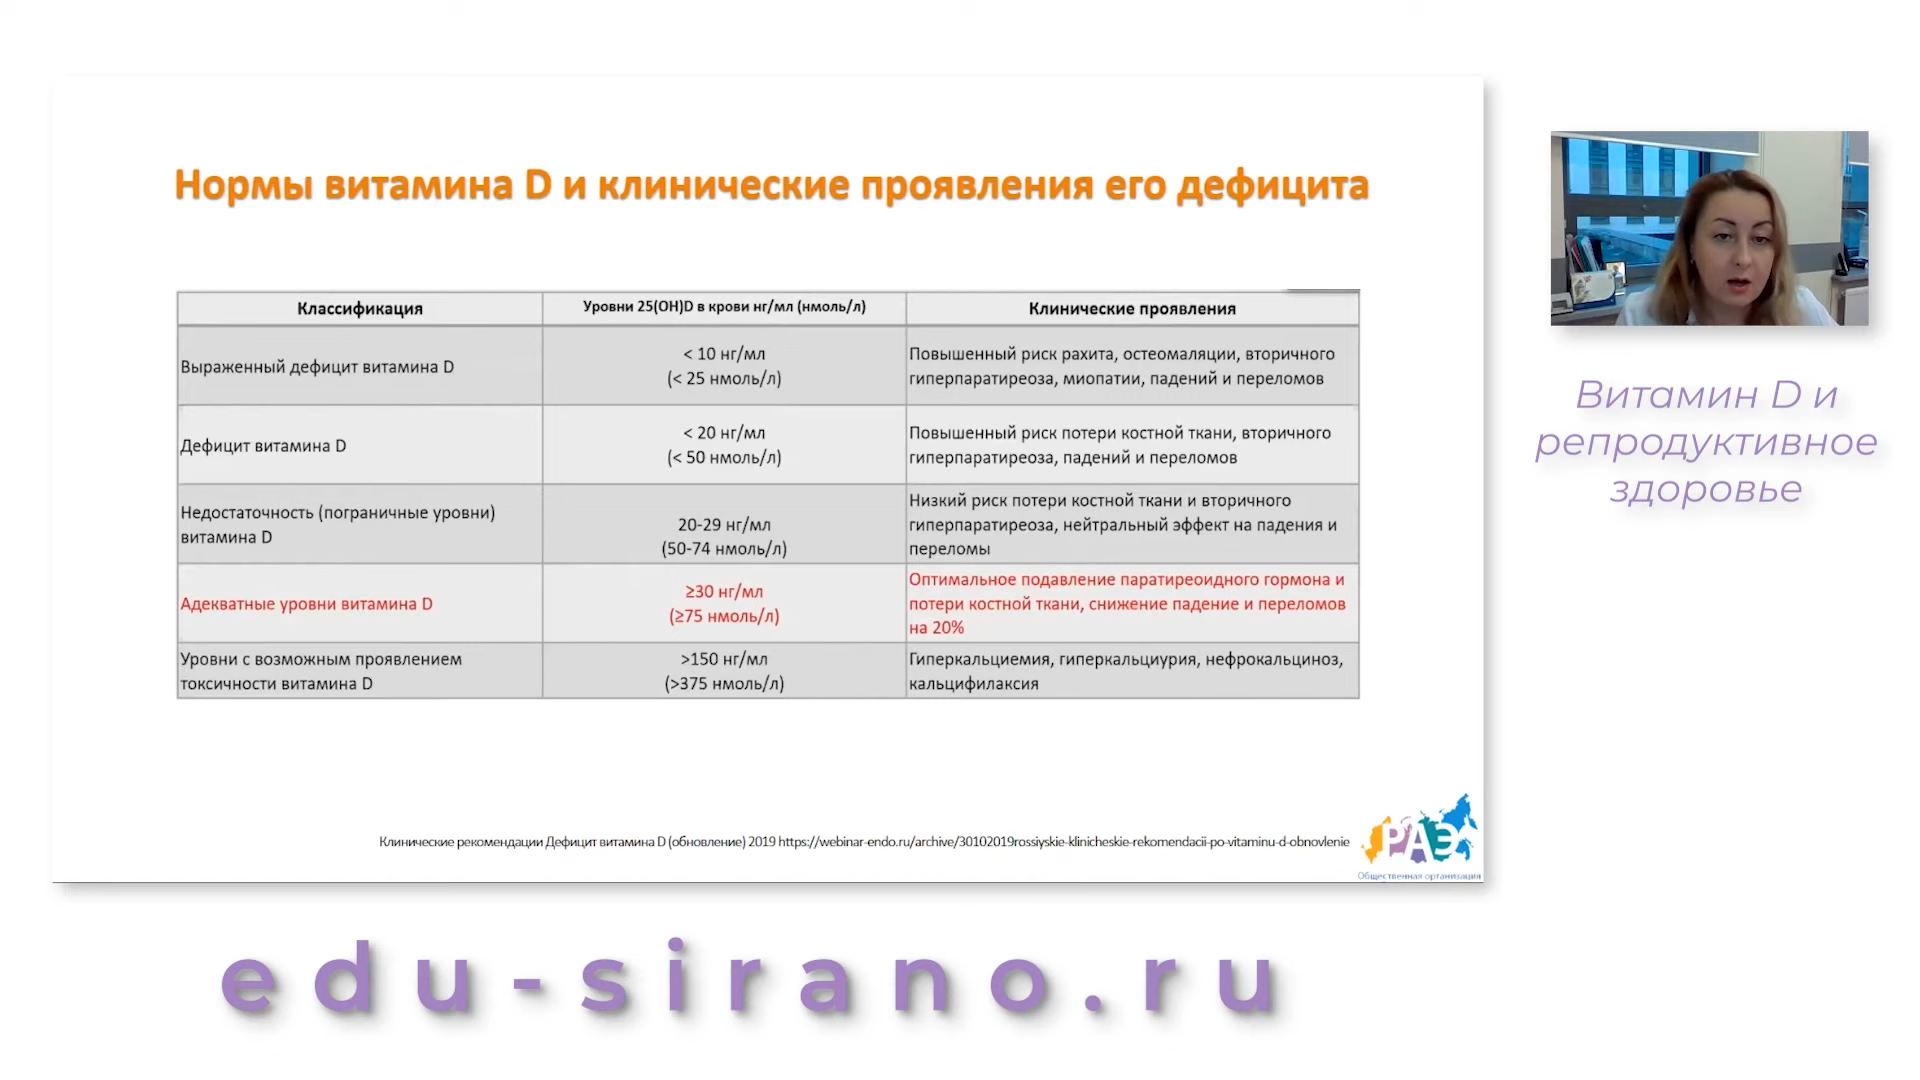 Нормы витамина D и клинические проявления его дефицита
Классификация
Уровни 25(OH)D в крови нг/мл (нмоль/л)
Клинические проявления
Выраженный дефицит витамина D
< 10 нг/мл
(< 25 нмоль/л)
Повышенный риск рахита, остеомаляции, вторичного
гиперпаратиреоза, миопатии, падений и переломов
Дефицит витамина D
< 20 нг/мл
(< 50 нмоль/л)
Повышенный риск потери костной ткани, вторичного
гиперпаратиреоза, падений и переломов
Недостаточность (пограничные уровни)
витамина D
20-29 нг/мл
(50-74 нмоль/л)
Низкий риск потери костной ткани и вторичного
гиперпаратиреоза, нейтральный эффект на падения и
переломы
Адекватные уровни витамина D
≥30 нг/мл
(≥75 нмоль/л)
Оптимальное подавление паратиреоидного гормона и
потери костной ткани, снижение падение и переломов
на 20%
Уровни с возможным проявлением
токсичности витамина D
>150 нг/мл
(>375 нмоль/л)
Гиперкальциемия, гиперкальциурия, нефрокальциноз,
кальцифилаксия
Клинические рекомендации Дефицит витамина D (обновление) 2019 https://webinar-endo.ru/archive/30102019rossiyskie-klinicheskie-rekomendacii-po-vitaminu-d-obnovlenie
РАЭ
Общественная организация
Витамин D и
репродуктивное
здоровье
edu-sirano.ru